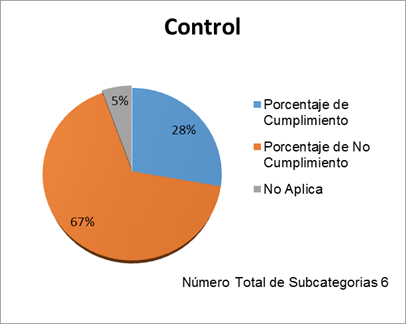 Control
5%
28%
67%
Porcentaje de
Cumplimiento
Porcentaje de No
Cumplimiento
No Aplica
Número Total de Subcategorias 6